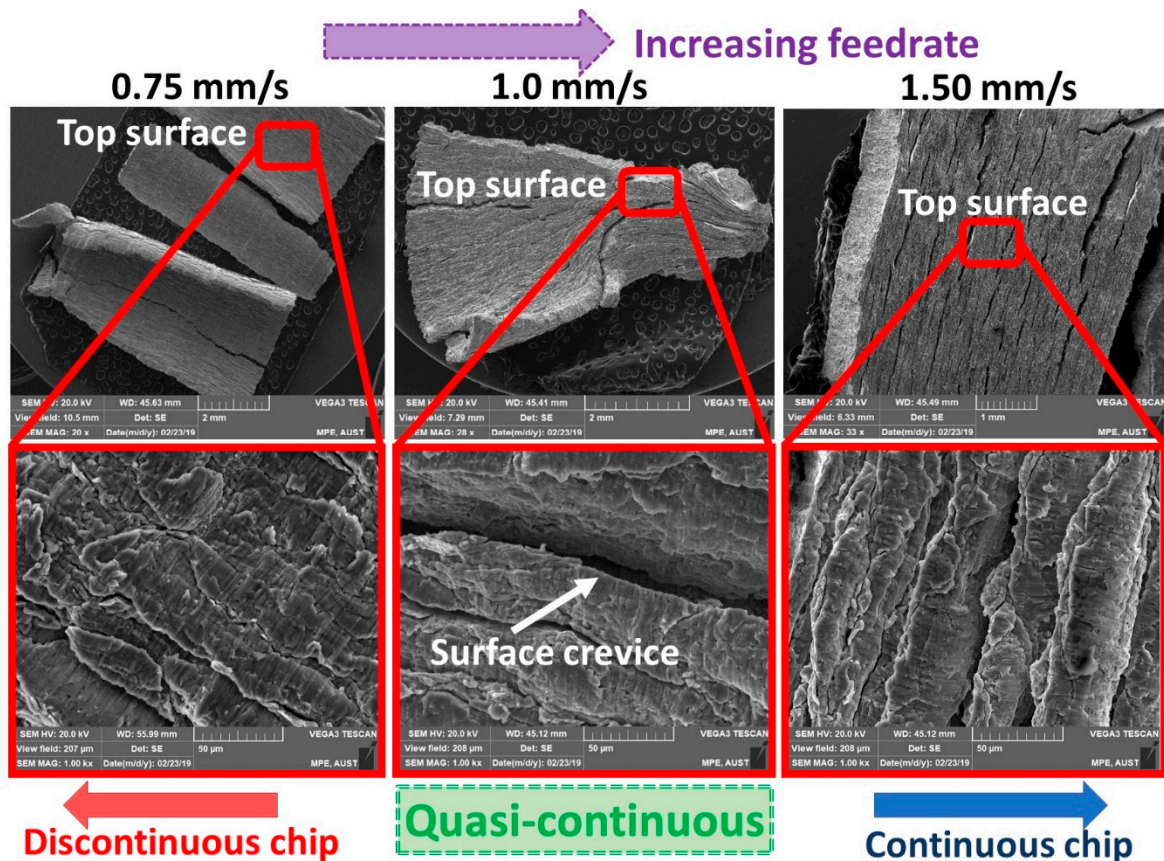 Increasing feedrate
0.75 mm/s
1.0 mm/s
1.50 mm/s
Top surface
Top surface
Top surface
SEM HV: 20.0 kV WD: 45.63 mm VEGA3 TESCAN
View field: 10.5 mm Det: SE 2 mm
SEM MAG: 20 x Date(m/d/y): 02/23/19 MPE, AUST
SEM HV: 20.0 kV WD: 45.41 mm VEGA3 TESCAN
View field: 7.29 mm Det: SE 2 mm
SEM MAG: 28 x Date(m/d/y): 02/23/19 MPE, AUST
SEM HV: 20.0 kV WD: 45.49 mm VEGA3 TESCAN
View field: 6.33 mm Det: SE 1 mm
SEM MAG: 33 x Date(m/d/y): 02/23/19 MPE, AUST
Surface crevice
SEM HV: 20.0 kV WD: 55.99 mm VEGA3 TESCAN
View field: 207 µm Det: SE 50 µm
SEM MAG: 1.00 kx Date(m/d/y): 02/23/19 MPE, AUST
SEM HV: 20.0 kV WD: 45.12 mm VEGA3 TESCAN
View field: 208 µm Det: SE 50 µm
SEM MAG: 1.00 kx Date(m/d/y): 02/23/19 MPE, AUST
SEM HV: 20.0 kV WD: 45.12 mm VEGA3 TESCAN
View field: 208 µm Det: SE 50 µm
SEM MAG: 1.00 kx Date(m/d/y): 02/23/19 MPE, AUST
Discontinuous chip
Quasi-continuous
Continuous chip